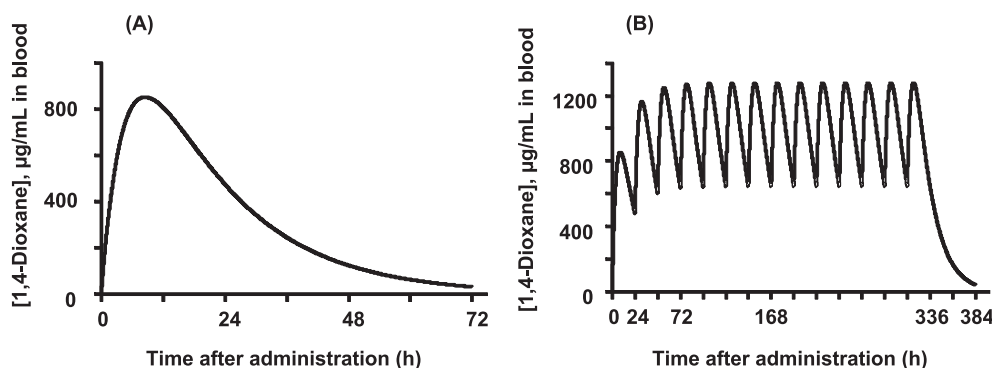 (A)
[1,4-Dioxane], µg/mL in blood
800
400
0
0 24 48 72
Time after administration (h)
(B)
[1,4-Dioxane], µg/mL in blood
1200
800
400
0
0 24 72 168 336 384
Time after administration (h)